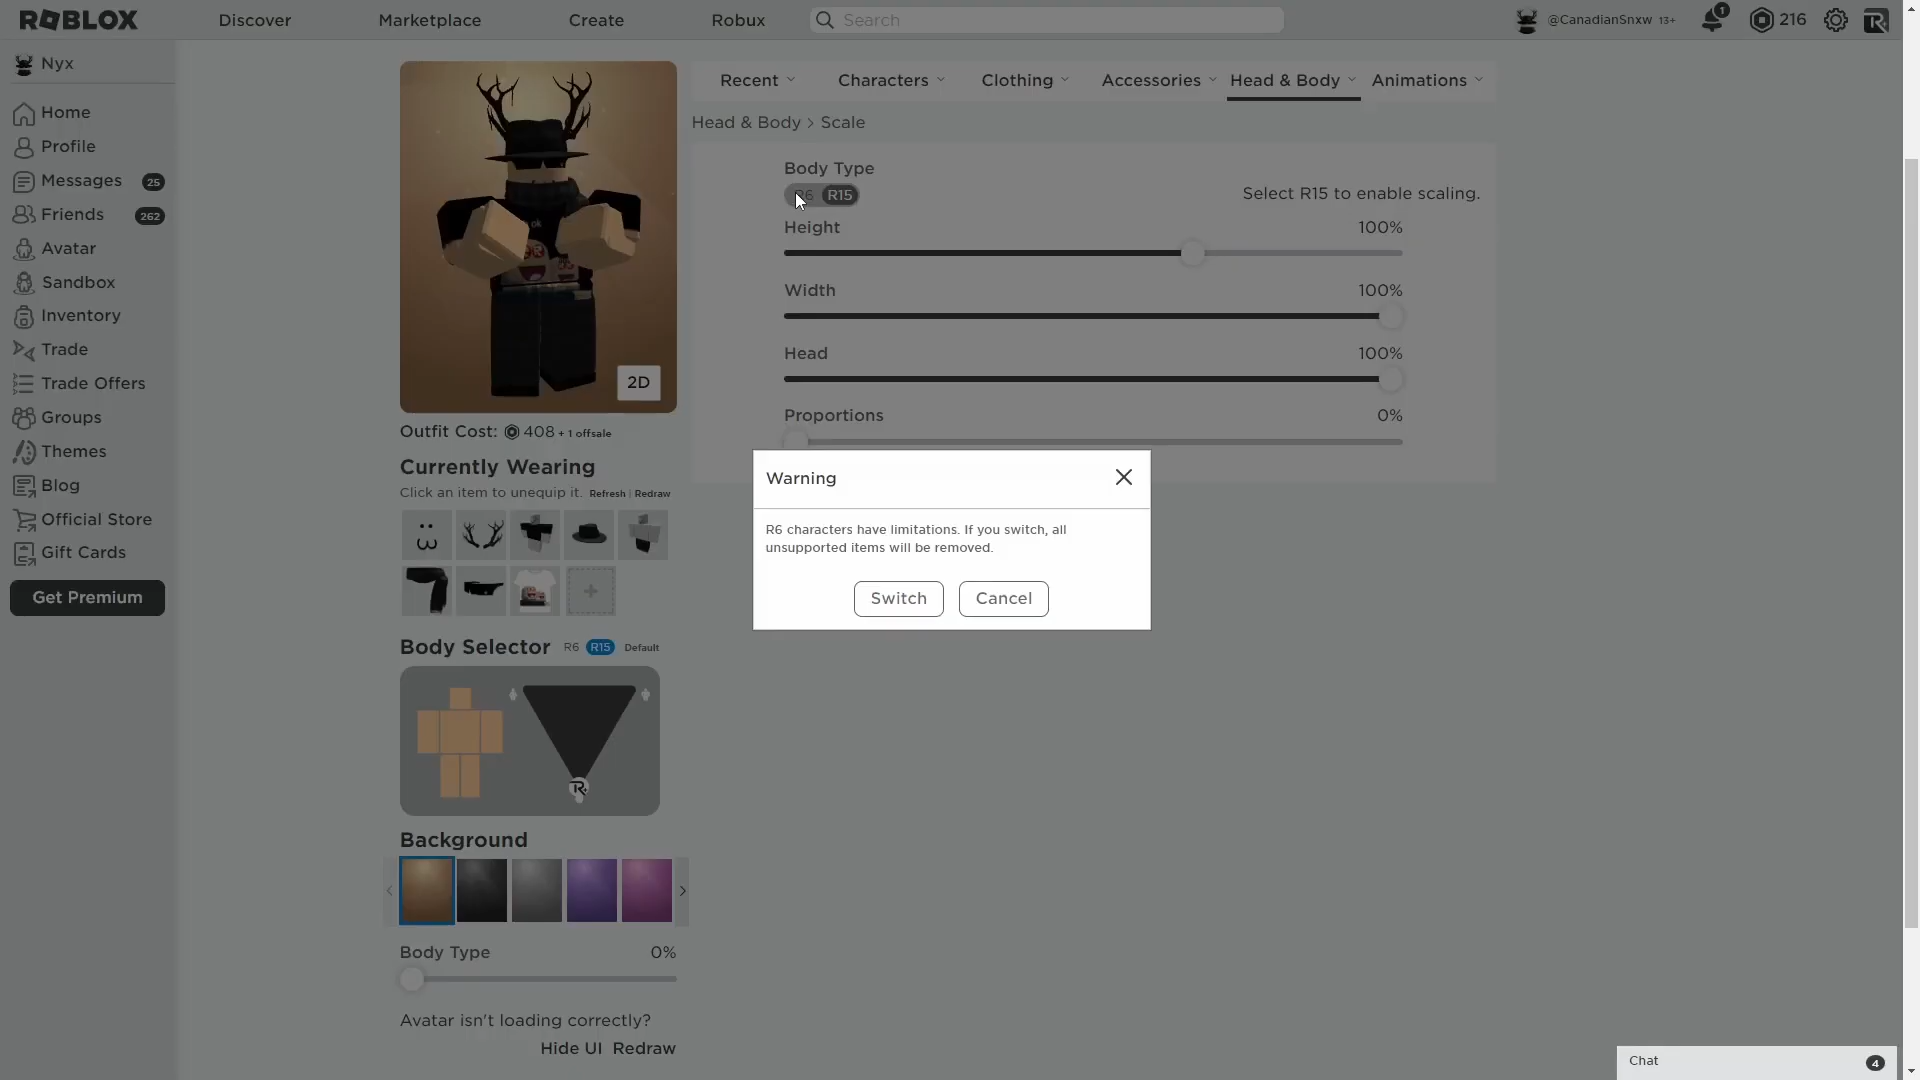 ROBLOX Discover Marketplace Create Robux Search @CanadianSnxw 13+ 1 216
Nyx
Home
Profile
Messages 25
Friends 262
Avatar
Sandbox
Inventory
Trade
Trade Offers
Groups
Themes
Blog
Official Store
Gift Cards
Get Premium
2D
Outfit Cost: 408 + 1 offsale
Currently Wearing
Click an item to unequip it. Refresh | Redraw
Body Selector R6 R15 Default
Background
Body Type 0%
Avatar isn't loading correctly?
Hide UI Redraw
Recent Characters Clothing Accessories Head & Body Animations
Head & Body > Scale
Body Type
R6 R15 Select R15 to enable scaling.
Height 100%
Width 100%
Head 100%
Proportions 0%
Warning
R6 characters have limitations. If you switch, all
unsupported items will be removed.
Switch Cancel
Chat 4